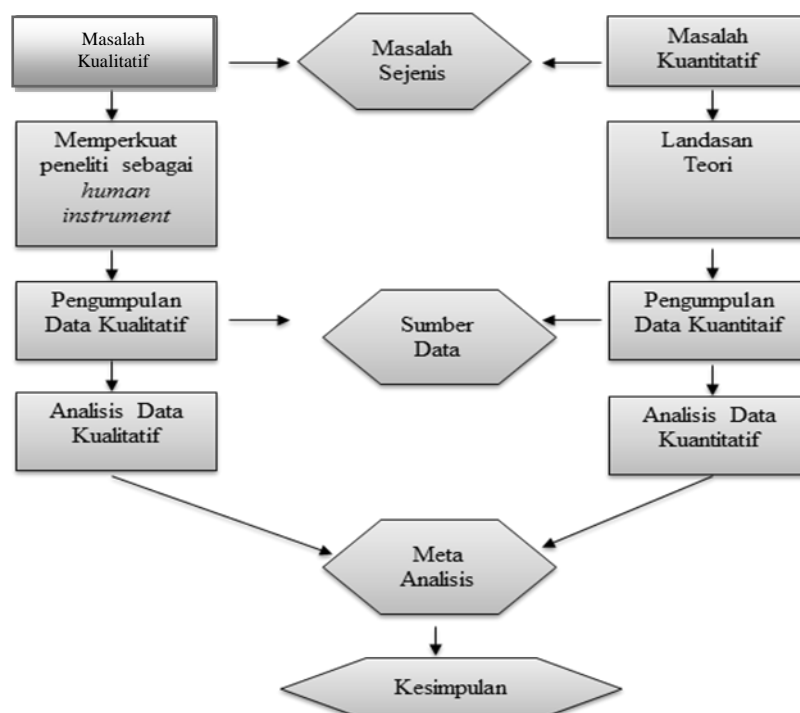 Masalah
Kualitatif
Masalah
Sejenis
Masalah
Kuantitatif
Memperkuat
peneliti sebagai
human
instrument
Landasan
Teori
Pengumpulan
Data Kualitatif
Sumber
Data
Pengumpulan
Data Kuantitaif
Analisis Data
Kualitatif
Analisis Data
Kuantitatif
Meta
Analisis
Kesimpulan